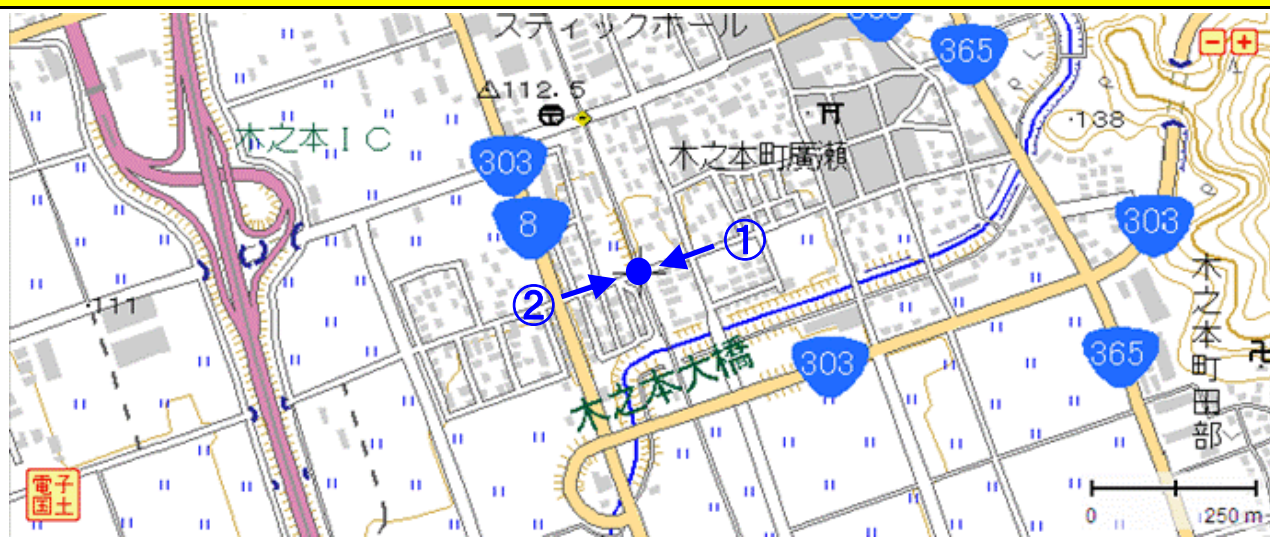 スティックボール
365
112.5
木之本IC
138
303
木之本町廣瀬
8
303
①
②
木之本町田部
111
365
303
木之本大橋
電子
国土
0
250 m